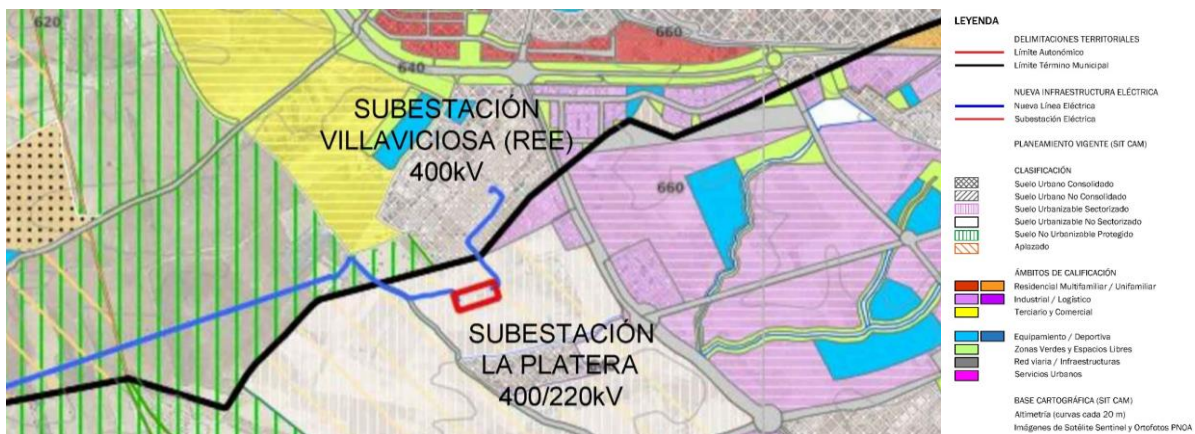 620
660
640
SUBESTACIÓN
VILLAVICIOSA (REE)
400kV
660
SUBESTACIÓN
LA PLATERA
400/220kV
LEYENDA
DELIMITACIONES TERRITORIALES
Límite Autonómico
Límite Término Municipal
NUEVA INFRAESTRUCTURA ELÉCTRICA
Nueva Línea Eléctrica
Subestación Eléctrica
PLANEAMIENTO VIGENTE (SIT CAM)
CLASIFICACIÓN
Suelo Urbano Consolidado
Suelo Urbano No Consolidado
Suelo Urbanizable Sectorizado
Suelo Urbanizable No Sectorizado
Suelo No Urbanizable Protegido
Aplazado
ÁMBITOS DE CALIFICACIÓN
Residencial Multifamiliar / Unifamiliar
Industrial / Logístico
Terciario y Comercial
Equipamiento / Deportiva
Zonas Verdes y Espacios Libres
Red viaria / Infraestructuras
Servicios Urbanos
BASE CARTOGRÁFICA (SIT CAM)
Altimetría (curvas cada 20 m)
Imágenes de Satélite Sentinel y Ortofotos PNOA